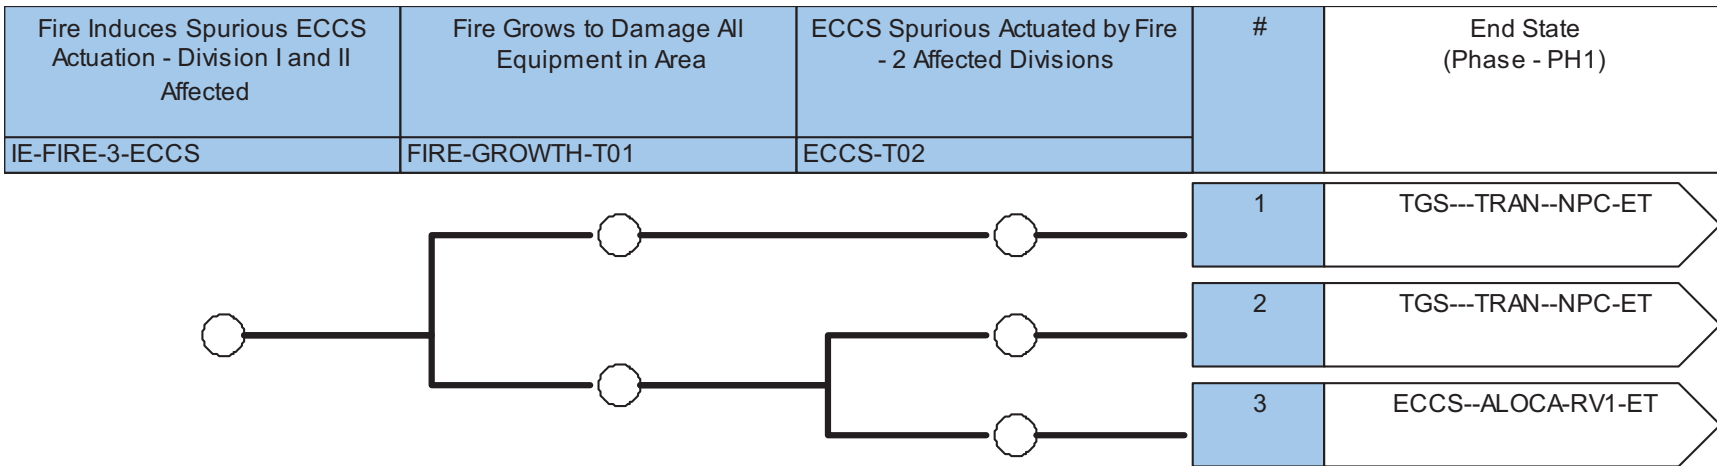 Fire Induces Spurious ECCS
Actuation - Division I and II
Affected
Fire Grows to Damage All
Equipment in Area
ECCS Spurious Actuated by Fire
- 2 Affected Divisions
#
End State
(Phase - PH1)
IE-FIRE-3-ECCS
FIRE-GROWTH-T01
ECCS-T02
1
TGS---TRAN--NPC-ET
2
TGS---TRAN--NPC-ET
3
ECCS--ALOCA-RV1-ET